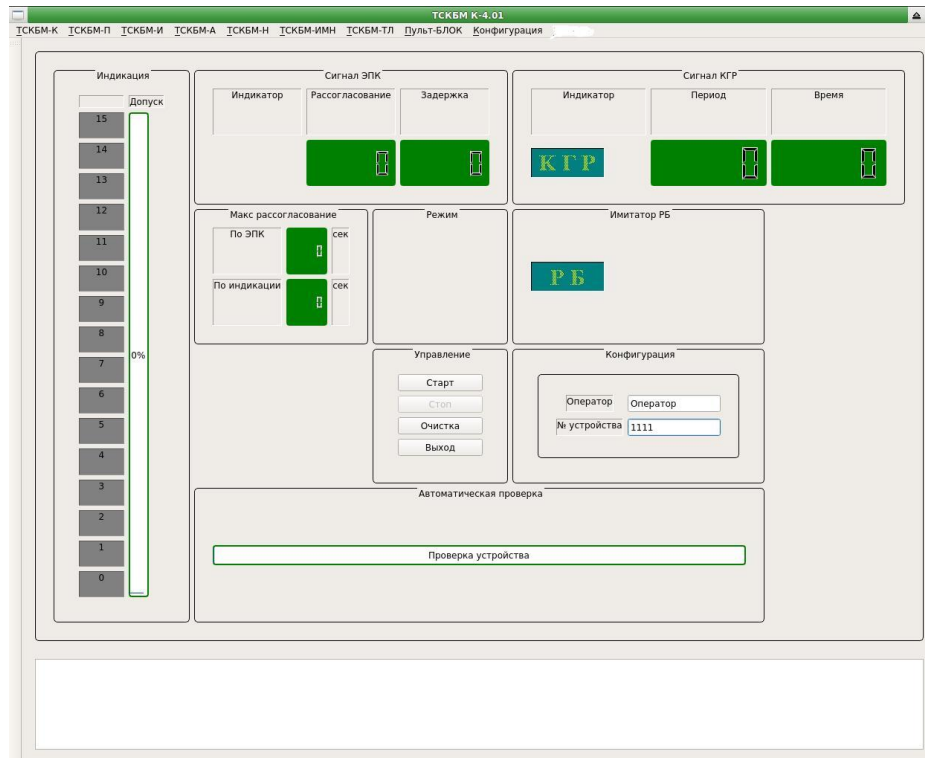 ТСКБМ К-4.01
ТСКБМ-К ТСКБМ-П ТСКБМ-И ТСКБМ-А ТСКБМ-Н ТСКБМ-ИМН ТСКБМ-ТЛ Пульт-БЛОК Конфигурация
Индикация
Допуск
15
14
13
12
11
10
9
8
7
6
5
4
3
2
1
0
0%
Сигнал ЭПК
Индикатор Рассогласование Задержка
0 0
Сигнал КГР
Индикатор Период Время
КГР 0 0
Макс рассогласование
По ЭПК 0 сек
По индикации 0 сек
Режим
Имитатор РБ
РБ
Управление
Старт
Стоп
Очистка
Выход
Конфигурация
Оператор Оператор
№ устройства 1111
Автоматическая проверка
Проверка устройства